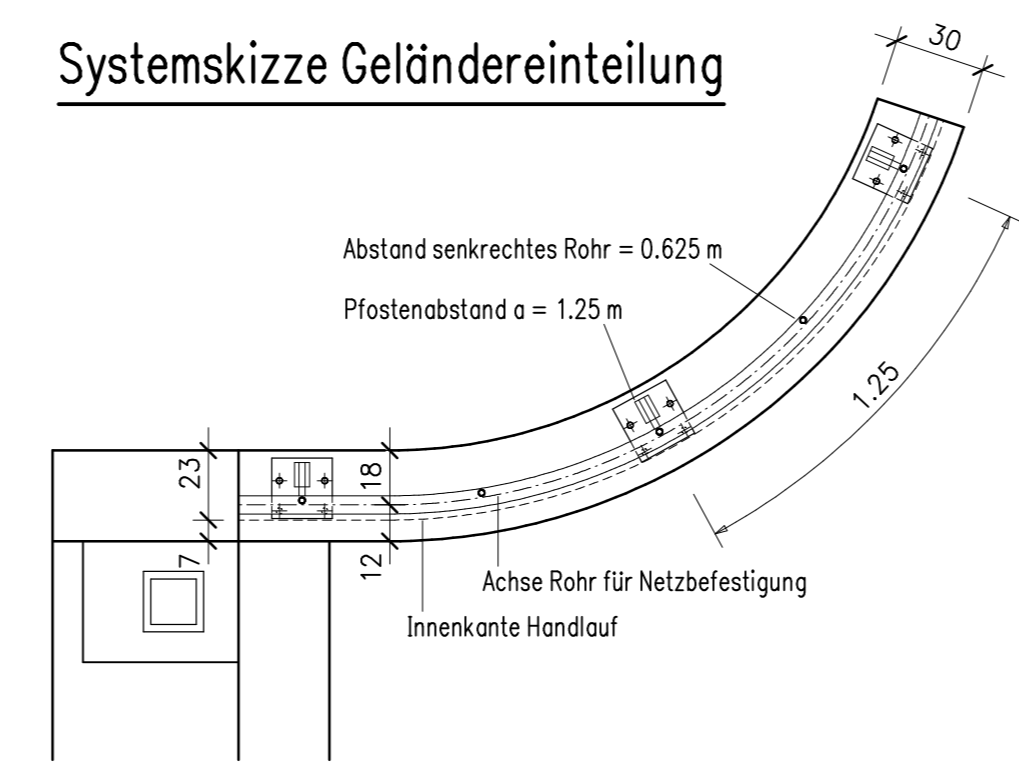 Systemskizze Geländereinteilung
30
Abstand senkrechtes Rohr = 0.625 m
Pfostenabstand a = 1.25 m
1.25
23
18
7
12
Achse Rohr für Netzbefestigung
Innenkante Handlauf